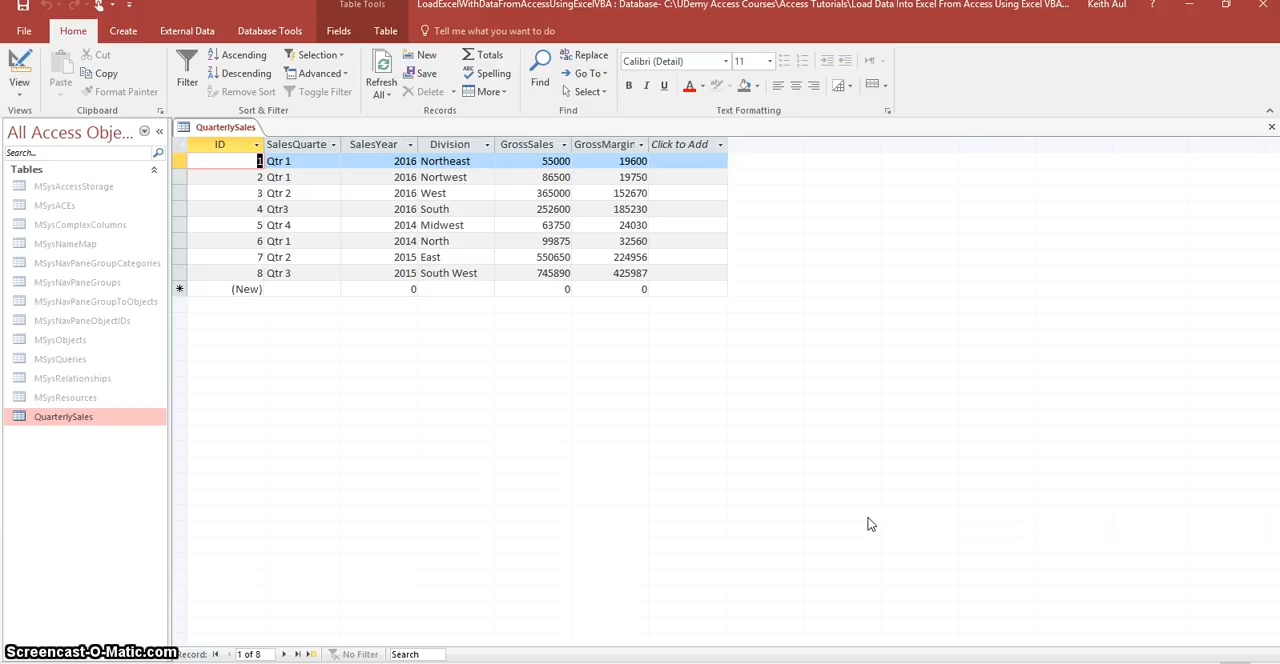 Table Tools LoadExcelWithDataFromAccessUsingExcelVBA : Database- C:\UDemy Access Courses\Access Tutorials\Load Data Into Excel From Access Using Excel VBA... Keith Aul ?
File Home Create External Data Database Tools Fields Table Tell me what you want to do
View
Paste
Cut
Copy
Format Painter
Filter
Ascending
Descending
Remove Sort
Selection
Advanced
Toggle Filter
Refresh All
New
Save
Delete
Totals
Spelling
More
Find
Replace
Go To
Select
Calibri (Detail) 11
B I U A
Views Clipboard Sort & Filter Records Find Text Formatting
All Access Obje... «
Search...
Tables
MSysAccessStorage
MSysACEs
MSysComplexColumns
MSysNameMap
MSysNavPaneGroupCategories
MSysNavPaneGroups
MSysNavPaneGroupToObjects
MSysNavPaneObjectIDs
MSysObjects
MSysQueries
MSysRelationships
MSysResources
QuarterlySales
QuarterlySales
ID SalesQuarte SalesYear Division GrossSales GrossMargin Click to Add
1 Qtr 1 2016 Northeast 55000 19600
2 Qtr 1 2016 Nortwest 86500 19750
3 Qtr 2 2016 West 365000 152670
4 Qtr3 2016 South 252600 185230
5 Qtr 4 2014 Midwest 63750 24030
6 Qtr 1 2014 North 99875 32560
7 Qtr 2 2015 East 550650 224956
8 Qtr 3 2015 South West 745890 425987
* (New) 0 0 0
Screencast-O-Matic.com
Record: 1 of 8 No Filter Search